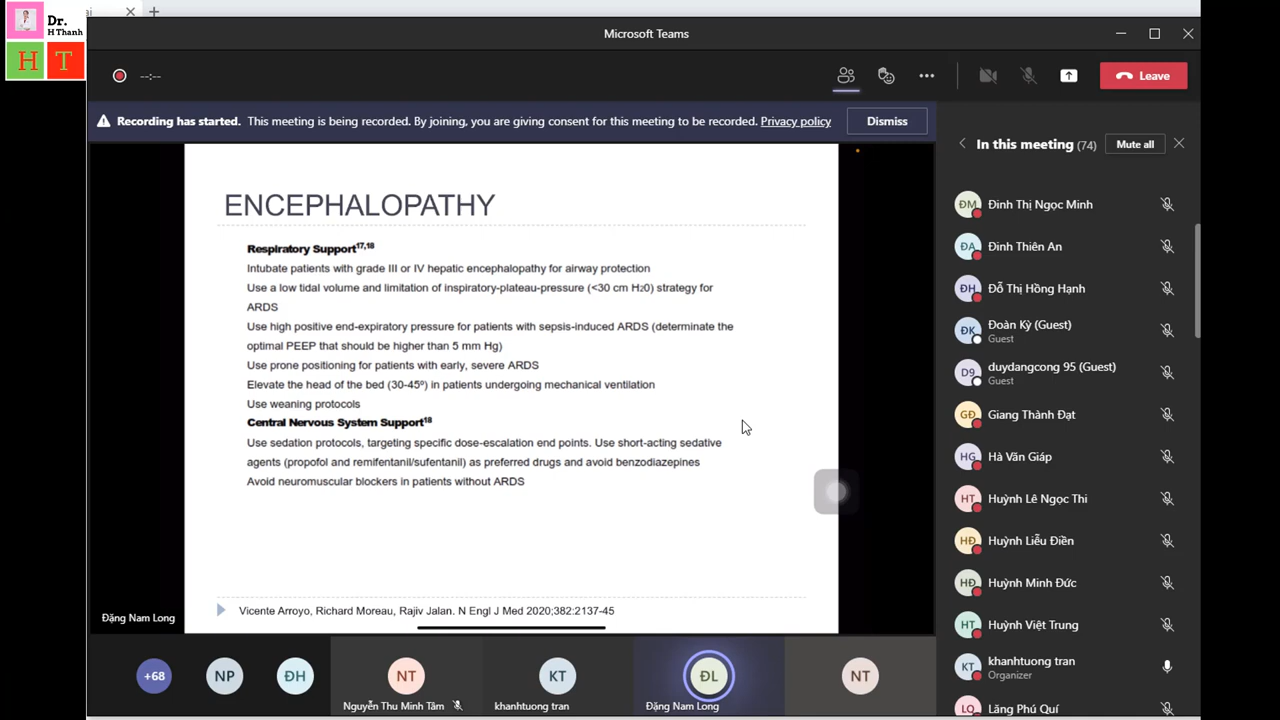 ai
Dr.
H Thanh
H T
Microsoft Teams
--:--
Leave
Recording has started. This meeting is being recorded. By joining, you are giving consent for this meeting to be recorded. Privacy policy
Dismiss
In this meeting (74)
Mute all
ENCEPHALOPATHY
Respiratory Support17,18
Intubate patients with grade III or IV hepatic encephalopathy for airway protection
Use a low tidal volume and limitation of inspiratory-plateau-pressure (<30 cm H20) strategy for
ARDS
Use high positive end-expiratory pressure for patients with sepsis-induced ARDS (determinate the
optimal PEEP that should be higher than 5 mm Hg)
Use prone positioning for patients with early, severe ARDS
Elevate the head of the bed (30-45º) in patients undergoing mechanical ventilation
Use weaning protocols
Central Nervous System Support18
Use sedation protocols, targeting specific dose-escalation end points. Use short-acting sedative
agents (propofol and remifentanil/sufentanil) as preferred drugs and avoid benzodiazepines
Avoid neuromuscular blockers in patients without ARDS
Vicente Arroyo, Richard Moreau, Rajiv Jalan. N Engl J Med 2020;382:2137-45
Đặng Nam Long
ĐM Đinh Thị Ngọc Minh
ĐA Đinh Thiên An
ĐH Đỗ Thị Hồng Hạnh
ĐK Đoàn Kỳ (Guest)
Guest
D9 duydangcong 95 (Guest)
Guest
GĐ Giang Thành Đạt
HG Hà Văn Giáp
HT Huỳnh Lê Ngọc Thi
HĐ Huỳnh Liễu Điền
HĐ Huỳnh Minh Đức
HT Huỳnh Việt Trung
KT khanhtuong tran
Organizer
LQ Lăng Phú Quí
+68
NP
ĐH
NT
Nguyễn Thu Minh Tâm
KT
khanhtuong tran
ĐL
Đặng Nam Long
NT